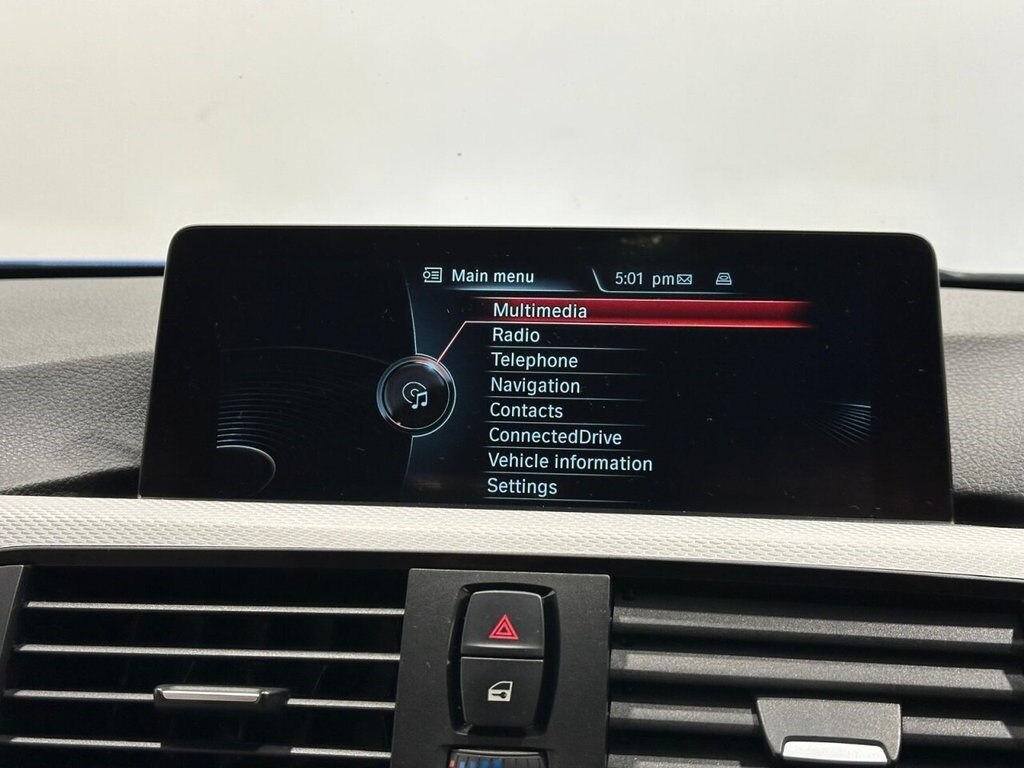 Main menu 5:01 pm
Multimedia
Radio
Telephone
Navigation
Contacts
ConnectedDrive
Vehicle information
Settings